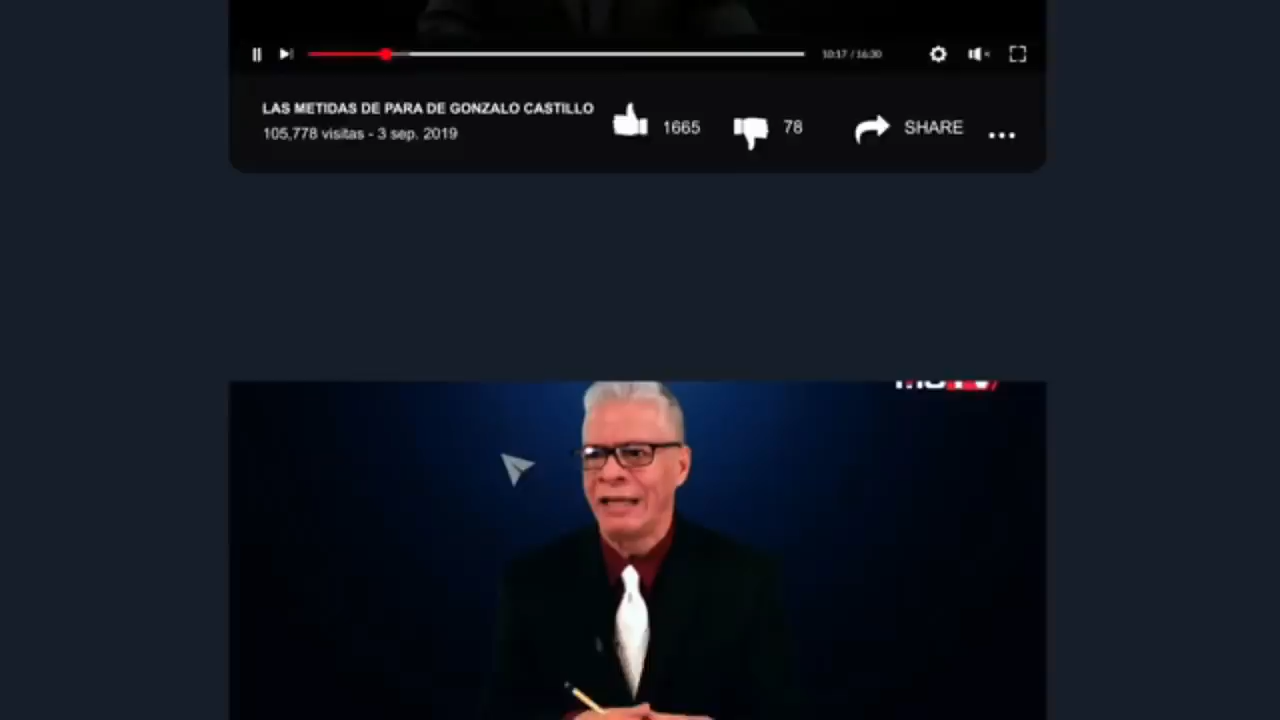 10:17 / 16:30
LAS METIDAS DE PARA DE GONZALO CASTILLO
105,778 visitas - 3 sep. 2019
1665
78
SHARE